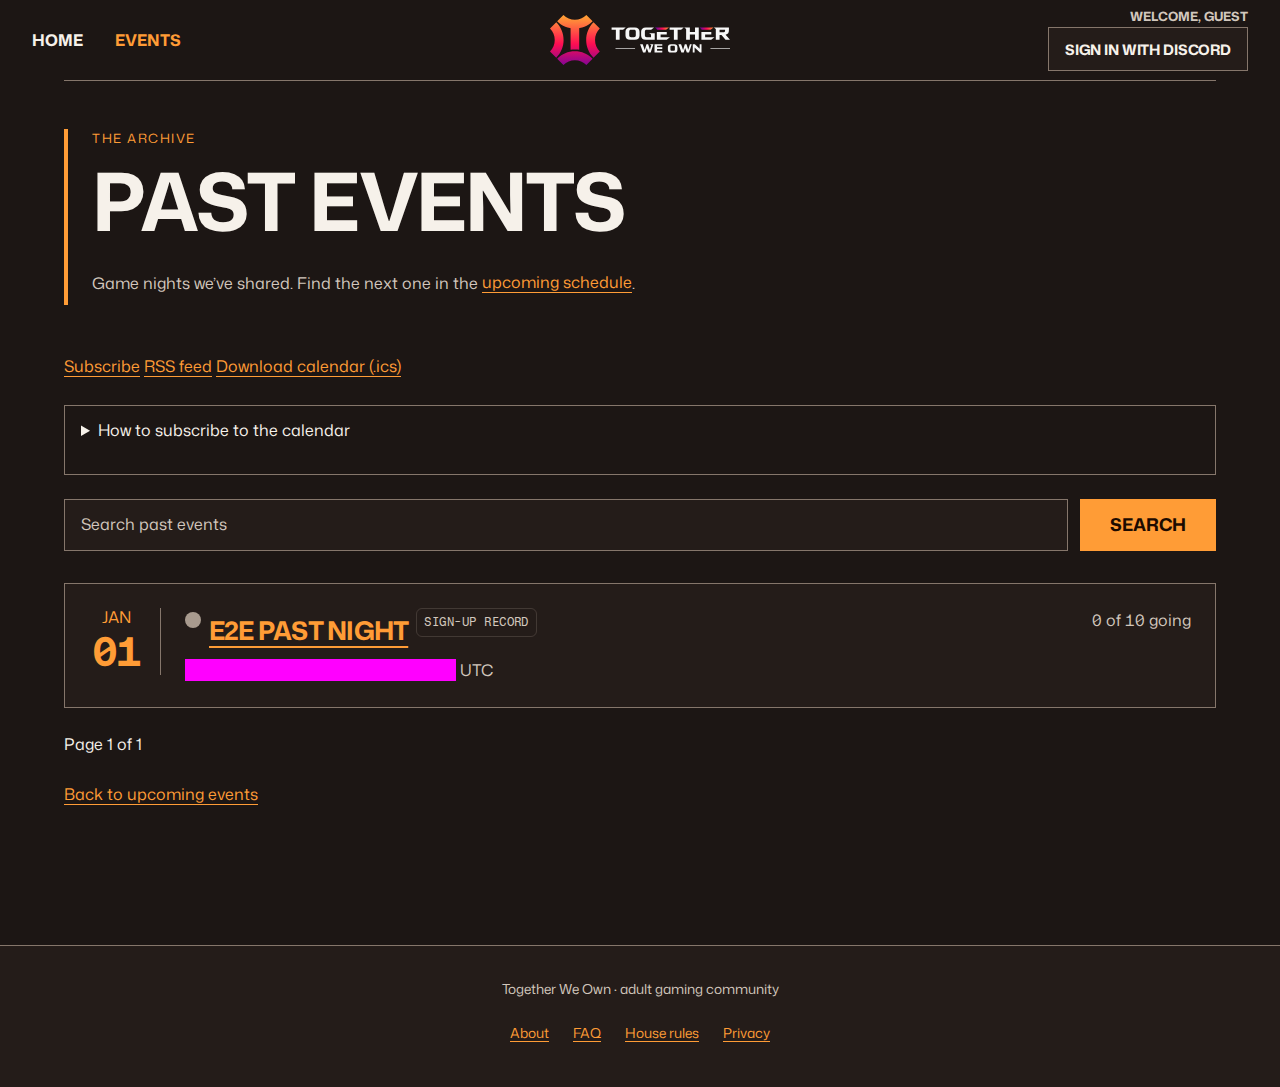 HOME
EVENTS
TOGETHER
WE OWN
WELCOME, GUEST
SIGN IN WITH DISCORD
THE ARCHIVE
PAST EVENTS
Game nights we’ve shared. Find the next one in the upcoming schedule.
Subscribe RSS feed Download calendar (.ics)
How to subscribe to the calendar
Search past events
SEARCH
JAN
01
E2E PAST NIGHT
SIGN-UP RECORD
0 of 10 going
UTC
Page 1 of 1
Back to upcoming events
Together We Own · adult gaming community
About FAQ House rules Privacy